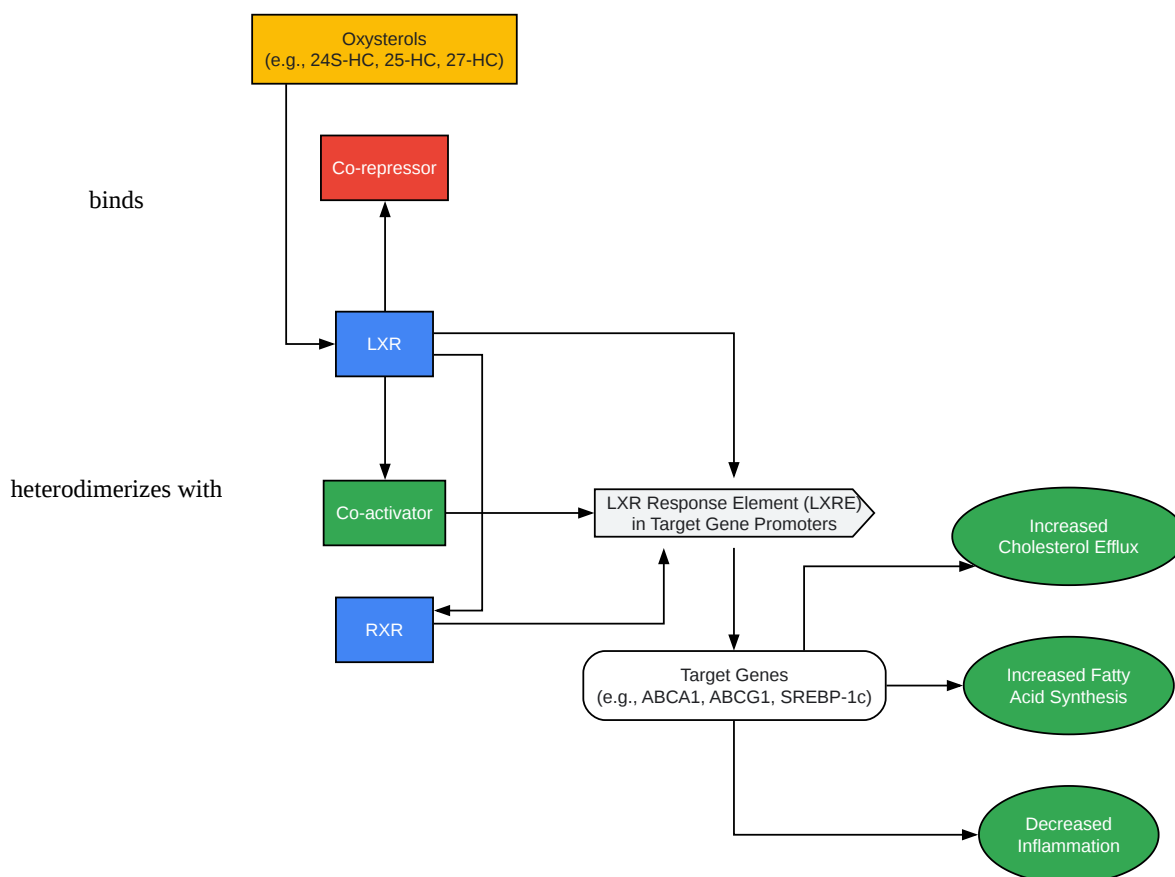 Oxysterols
(e.g., 24S-HC, 25-HC, 27-HC)
Co-repressor
binds
LXR
heterodimerizes with
Co-activator
LXR Response Element (LXRE)
in Target Gene Promoters
Increased
Cholesterol Efflux
RXR
Target Genes
(e.g., ABCA1, ABCG1, SREBP-1c)
Increased Fatty
Acid Synthesis
Decreased
Inflammation